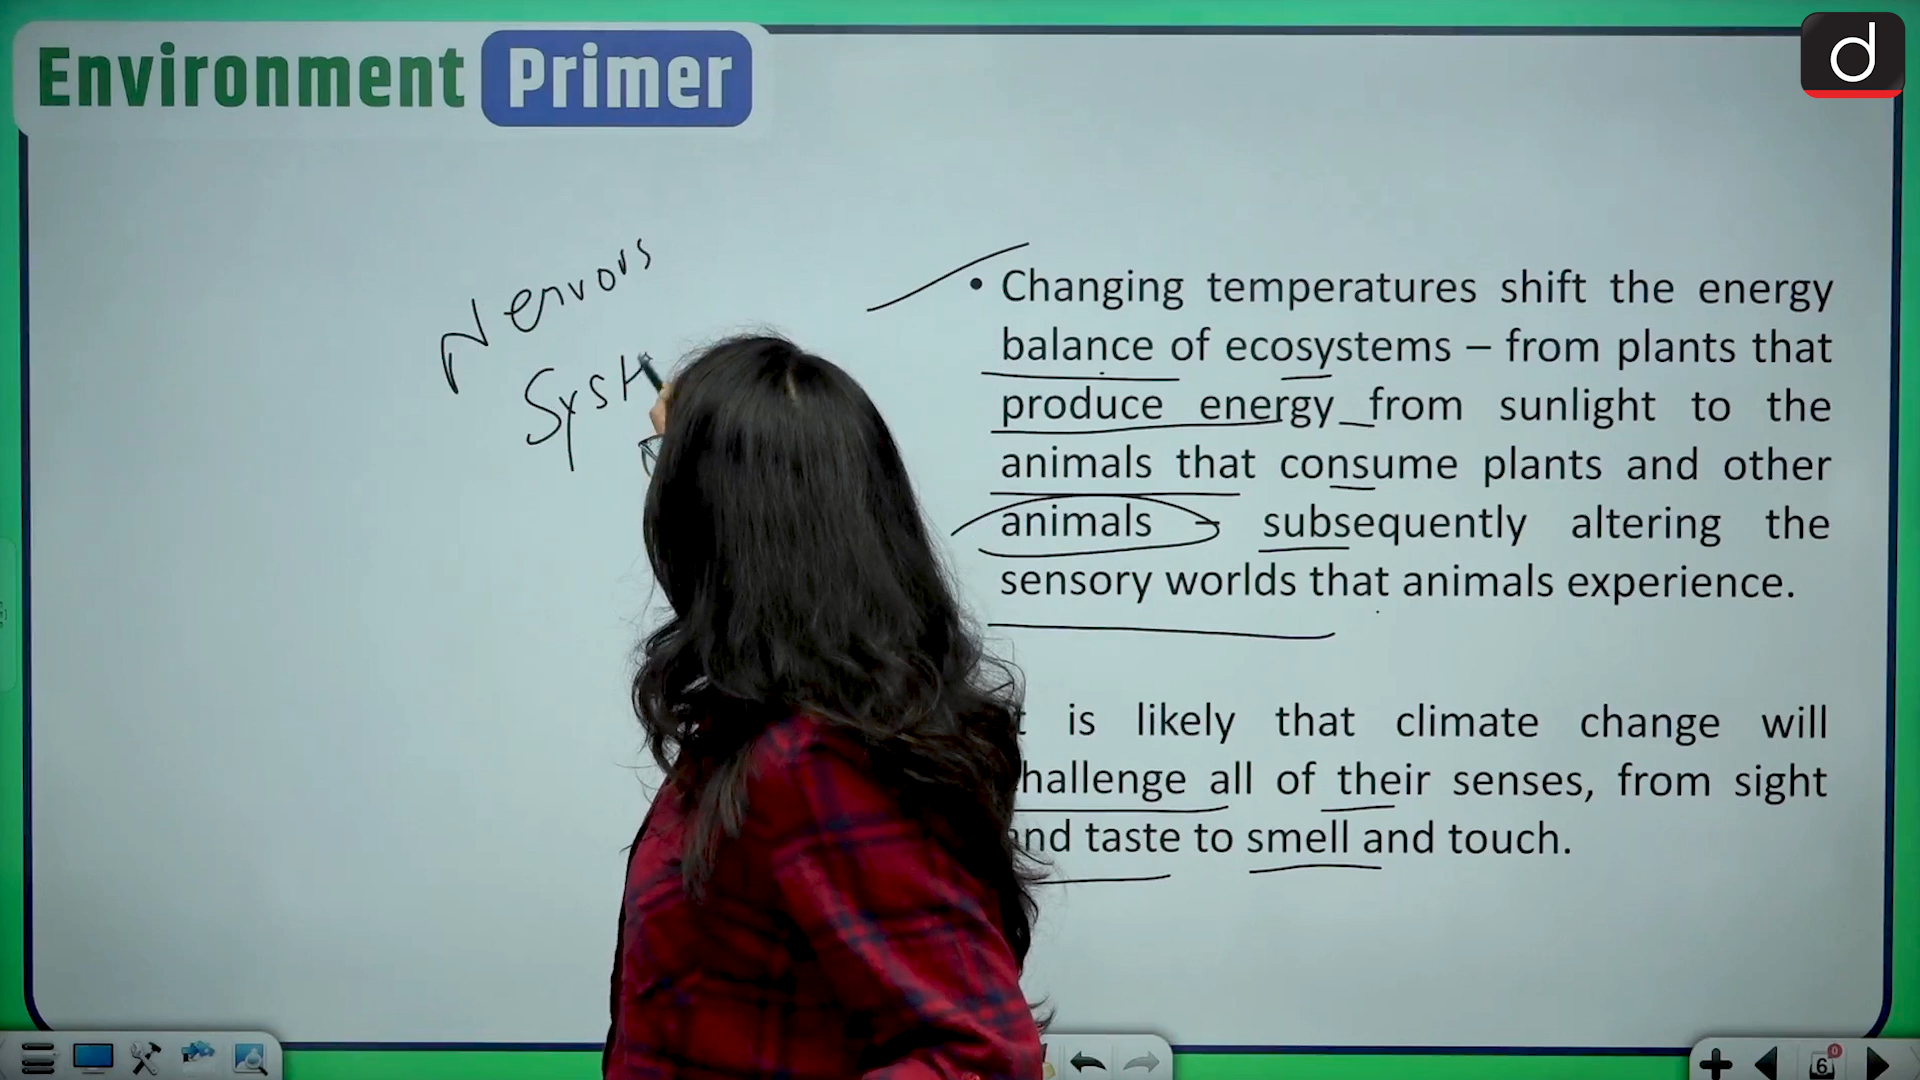 Environment Primer
d
Nervous
Syst
• Changing temperatures shift the energy
balance of ecosystems – from plants that
produce energy from sunlight to the
animals that consume plants and other
animals – subsequently altering the
sensory worlds that animals experience.
is likely that climate change will
hallenge all of their senses, from sight
nd taste to smell and touch.
6